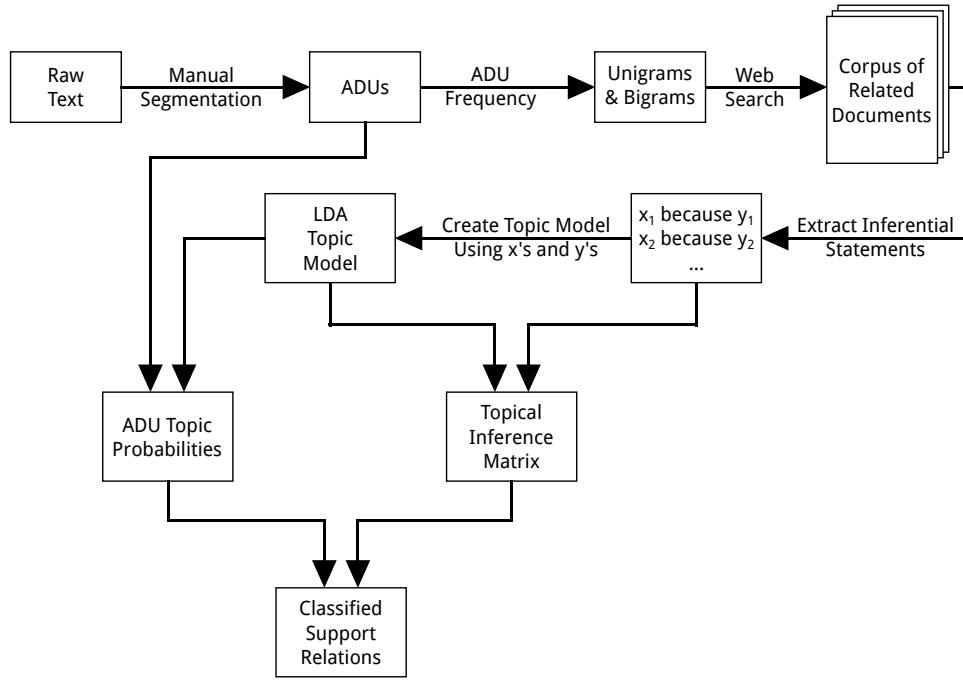 Raw
Text
Manual
Segmentation
ADUs
ADU
Frequency
Unigrams
& Bigrams
Web
Search
Corpus of
Related
Documents
LDA
Topic
Model
Create Topic Model
Using x's and y's
x₁ because y₁
x₂ because y₂
...
Extract Inferential
Statements
ADU Topic
Probabilities
Topical
Inference
Matrix
Classified
Support
Relations